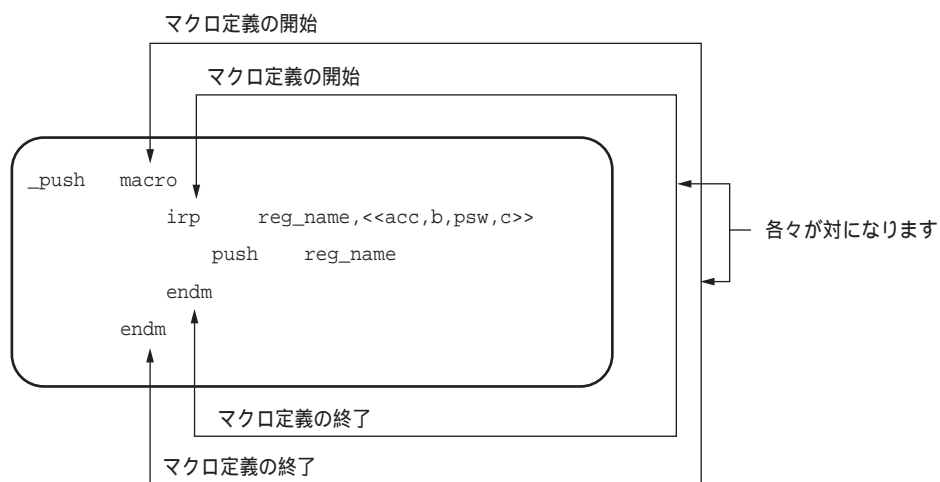 マクロ定義の開始
マクロ定義の開始
_push macro
irp reg_name,<<acc,b,psw,c>>
各々が対になります
push reg_name
endm
endm
マクロ定義の終了
マクロ定義の終了